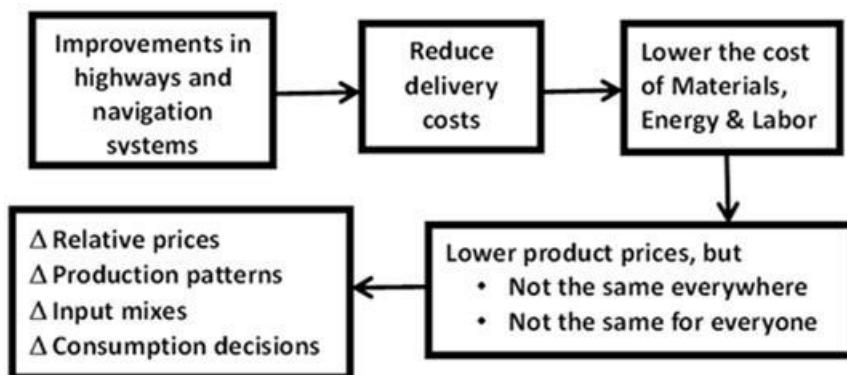 Improvements in
highways and
navigation
systems
Reduce
delivery
costs
Lower the cost
of Materials,
Energy & Labor
Lower product prices, but
• Not the same everywhere
• Not the same for everyone
Δ Relative prices
Δ Production patterns
Δ Input mixes
Δ Consumption decisions